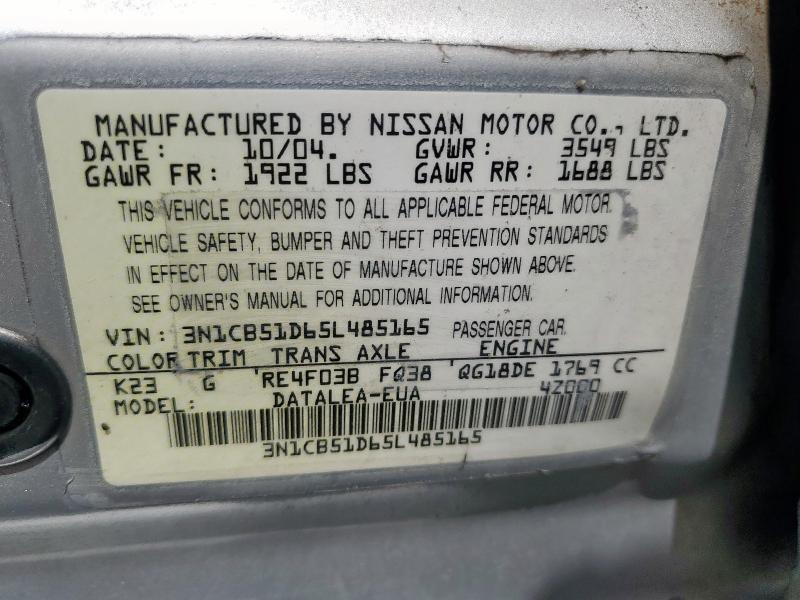 MANUFACTURED BY NISSAN MOTOR CO., LTD.
DATE: 10/04. GVWR: 3549 LBS
GAWR FR: 1922 LBS GAWR RR: 1688 LBS
THIS VEHICLE CONFORMS TO ALL APPLICABLE FEDERAL MOTOR
VEHICLE SAFETY, BUMPER AND THEFT PREVENTION STANDARDS
IN EFFECT ON THE DATE OF MANUFACTURE SHOWN ABOVE.
SEE OWNER'S MANUAL FOR ADDITIONAL INFORMATION.
VIN: 3N1CB51D65L485165 PASSENGER CAR
COLOR TRIM TRANS AXLE ENGINE
K23 G RE4F03B FQ38 QG18DE 1769 CC
MODEL: DATALEA-EUA 4Z000
3N1CB51D65L485165